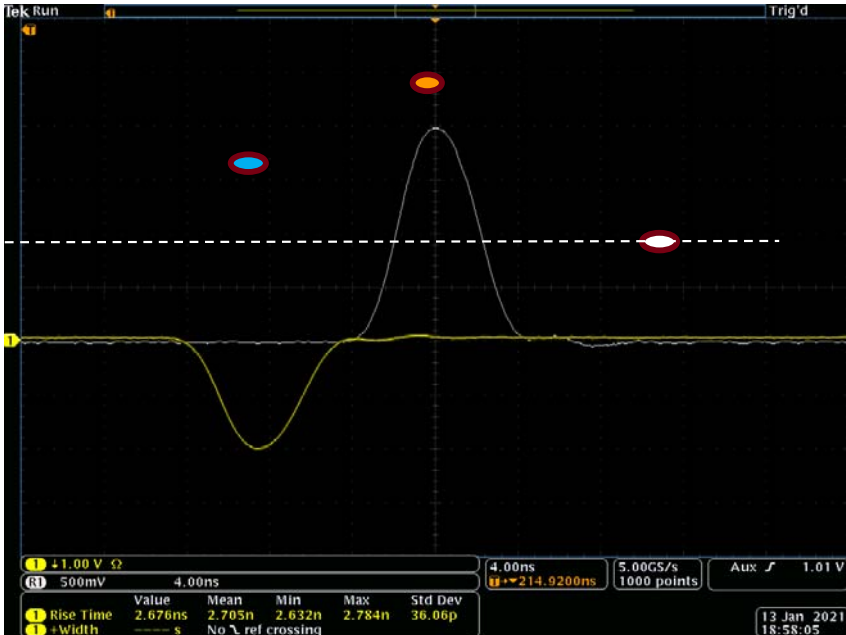 Tek Run Trig'd
T
1
1 ↓1.00 V Ω
R1 500mV 4.00ns
4.00ns
T→▼214.9200ns
5.00GS/s
1000 points
Aux ∫ 1.01 V
Value Mean Min Max Std Dev
1 Rise Time 2.676ns 2.705n 2.632n 2.784n 36.06p
1 +Width ---- s No ref crossing
13 Jan 2021
18:58:05